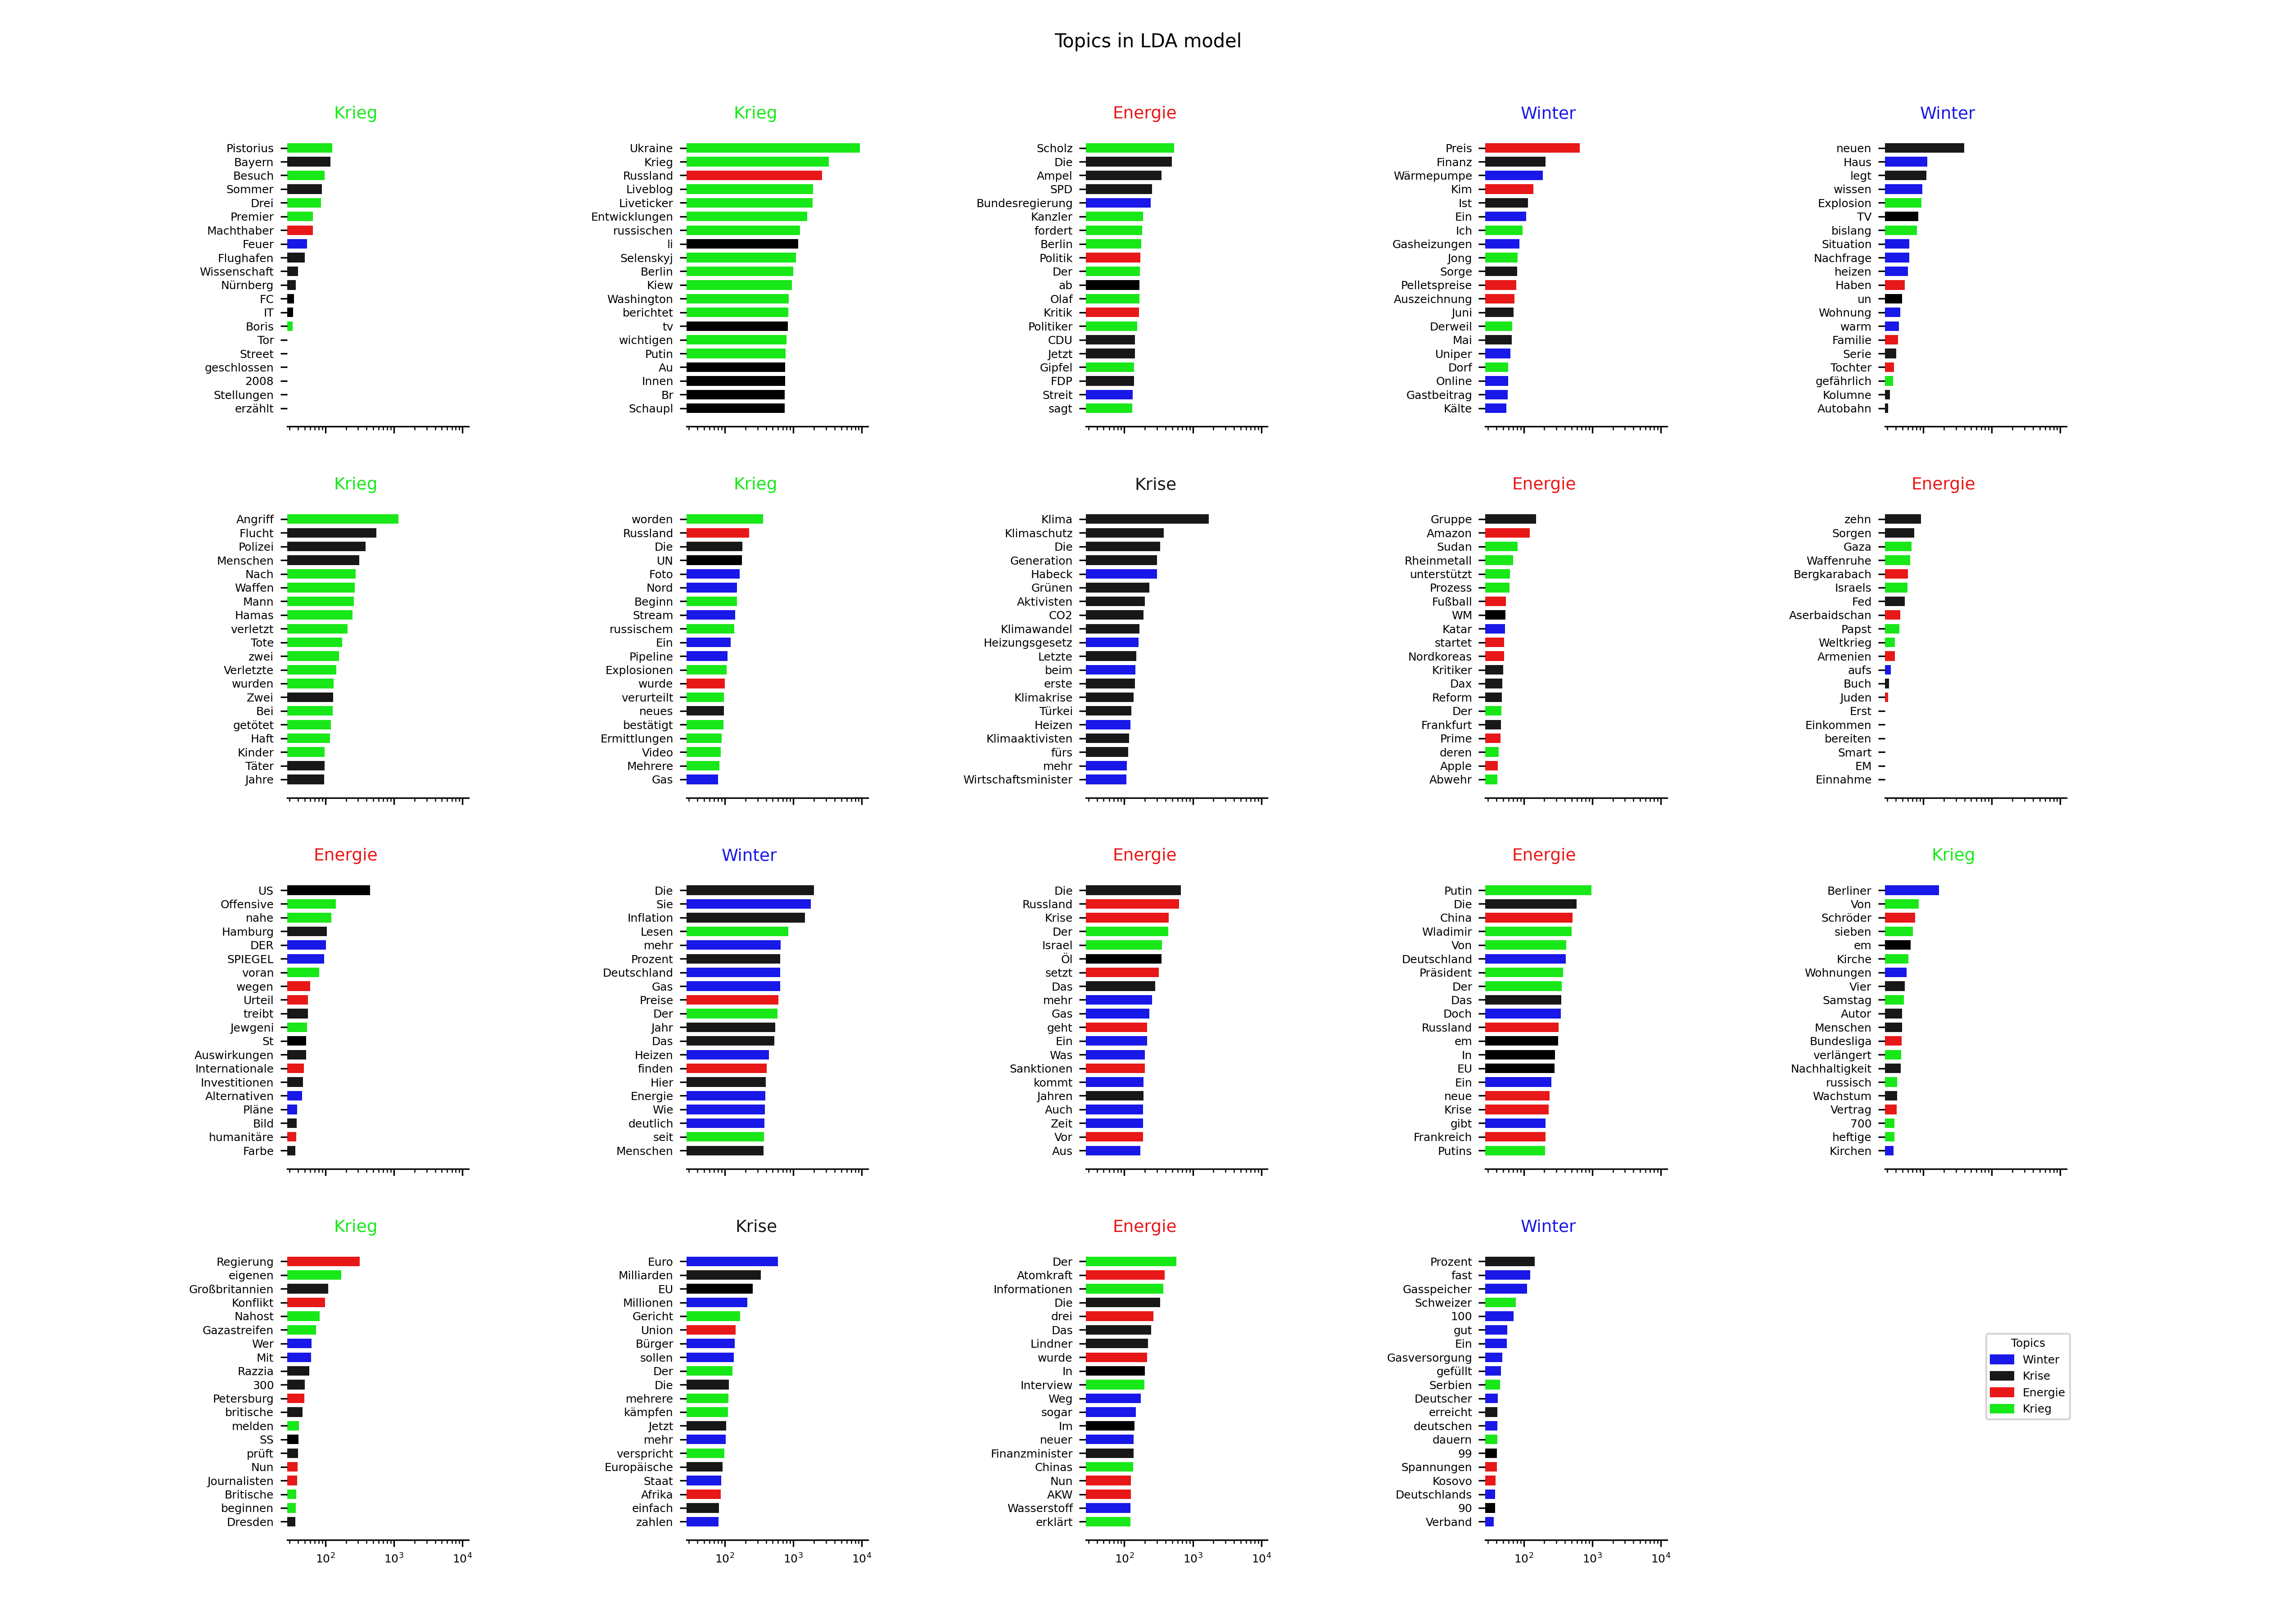 Topics in LDA model
Krieg
Pistorius
Bayern
Besuch
Sommer
Drei
Premier
Machthaber
Feuer
Flughafen
Wissenschaft
Nürnberg
FC
IT
Boris
Tor
Street
geschlossen
2008
Stellungen
erzählt
Krieg
Ukraine
Krieg
Russland
Liveblog
Liveticker
Entwicklungen
russischen
li
Selenskyj
Berlin
Kiew
Washington
berichtet
tv
wichtigen
Putin
Au
Innen
Br
Schaupl
Energie
Scholz
Die
Ampel
SPD
Bundesregierung
Kanzler
fordert
Berlin
Politik
Der
ab
Olaf
Kritik
Politiker
CDU
Jetzt
Gipfel
FDP
Streit
sagt
Winter
Preis
Finanz
Wärmepumpe
Kim
Ist
Ein
Ich
Gasheizungen
Jong
Sorge
Pelletspreise
Auszeichnung
Juni
Derweil
Mai
Uniper
Dorf
Online
Gastbeitrag
Kälte
Winter
neuen
Haus
legt
wissen
Explosion
TV
bislang
Situation
Nachfrage
heizen
Haben
un
Wohnung
warm
Familie
Serie
Tochter
gefährlich
Kolumne
Autobahn
Krieg
Angriff
Flucht
Polizei
Menschen
Nach
Waffen
Mann
Hamas
verletzt
Tote
zwei
Verletzte
wurden
Zwei
Bei
getötet
Haft
Kinder
Täter
Jahre
Krieg
worden
Russland
Die
UN
Foto
Nord
Beginn
Stream
russischem
Ein
Pipeline
Explosionen
wurde
verurteilt
neues
bestätigt
Ermittlungen
Video
Mehrere
Gas
Krise
Klima
Klimaschutz
Die
Generation
Habeck
Grünen
Aktivisten
CO2
Klimawandel
Heizungsgesetz
Letzte
beim
erste
Klimakrise
Türkei
Heizen
Klimaaktivisten
fürs
mehr
Wirtschaftsminister
Energie
Gruppe
Amazon
Sudan
Rheinmetall
unterstützt
Prozess
Fußball
WM
Katar
startet
Nordkoreas
Kritiker
Dax
Reform
Der
Frankfurt
Prime
deren
Apple
Abwehr
Energie
zehn
Sorgen
Gaza
Waffenruhe
Bergkarabach
Israels
Fed
Aserbaidschan
Papst
Weltkrieg
Armenien
aufs
Buch
Juden
Erst
Einkommen
bereiten
Smart
EM
Einnahme
Energie
US
Offensive
nahe
Hamburg
DER
SPIEGEL
voran
wegen
Urteil
treibt
Jewgeni
St
Auswirkungen
Internationale
Investitionen
Alternativen
Pläne
Bild
humanitäre
Farbe
Winter
Die
Sie
Inflation
Lesen
mehr
Prozent
Deutschland
Gas
Preise
Der
Jahr
Das
Heizen
finden
Hier
Energie
Wie
deutlich
seit
Menschen
Energie
Die
Russland
Krise
Der
Israel
Öl
setzt
Das
mehr
Gas
geht
Ein
Was
Sanktionen
kommt
Jahren
Auch
Zeit
Vor
Aus
Energie
Putin
Die
China
Wladimir
Von
Deutschland
Präsident
Der
Das
Doch
Russland
em
In
EU
Ein
neue
Krise
gibt
Frankreich
Putins
Krieg
Berliner
Von
Schröder
sieben
em
Kirche
Wohnungen
Vier
Samstag
Autor
Menschen
Bundesliga
verlängert
Nachhaltigkeit
russisch
Wachstum
Vertrag
700
heftige
Kirchen
Krieg
Regierung
eigenen
Großbritannien
Konflikt
Nahost
Gazastreifen
Wer
Mit
Razzia
300
Petersburg
britische
melden
SS
prüft
Nun
Journalisten
Britische
beginnen
Dresden
10² 10³ 10⁴
Krise
Euro
Milliarden
EU
Millionen
Gericht
Union
Bürger
sollen
Der
Die
mehrere
kämpfen
Jetzt
mehr
verspricht
Europäische
Staat
Afrika
einfach
zahlen
10² 10³ 10⁴
Energie
Der
Atomkraft
Informationen
Die
drei
Das
Lindner
wurde
In
Interview
Weg
sogar
Im
neuer
Finanzminister
Chinas
Nun
AKW
Wasserstoff
erklärt
10² 10³ 10⁴
Winter
Prozent
fast
Gasspeicher
Schweizer
100
gut
Ein
Gasversorgung
gefüllt
Serbien
Deutscher
erreicht
deutschen
dauern
99
Spannungen
Kosovo
Deutschlands
90
Verband
10² 10³ 10⁴
Topics
Winter
Krise
Energie
Krieg